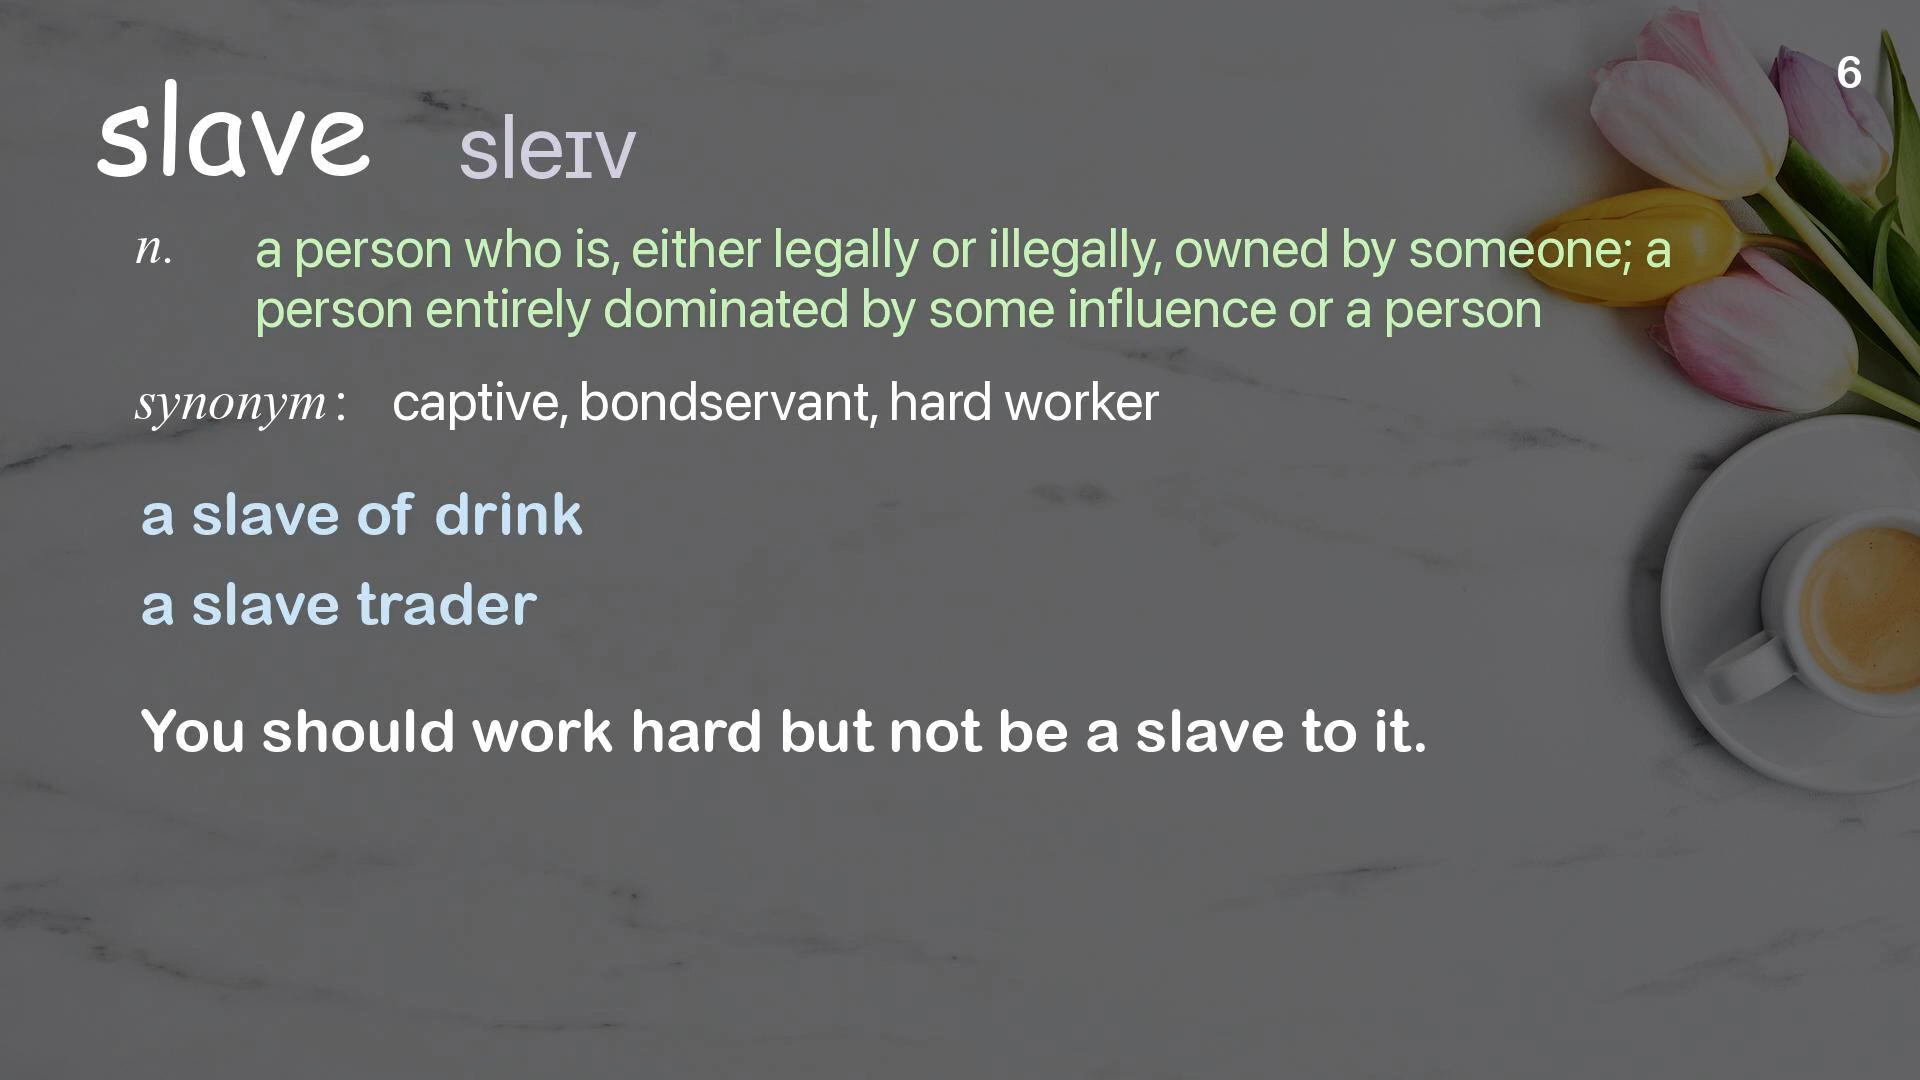 6
slave sleɪv
n. a person who is, either legally or illegally, owned by someone; a
person entirely dominated by some influence or a person
synonym : captive, bondservant, hard worker
a slave of drink
a slave trader
You should work hard but not be a slave to it.